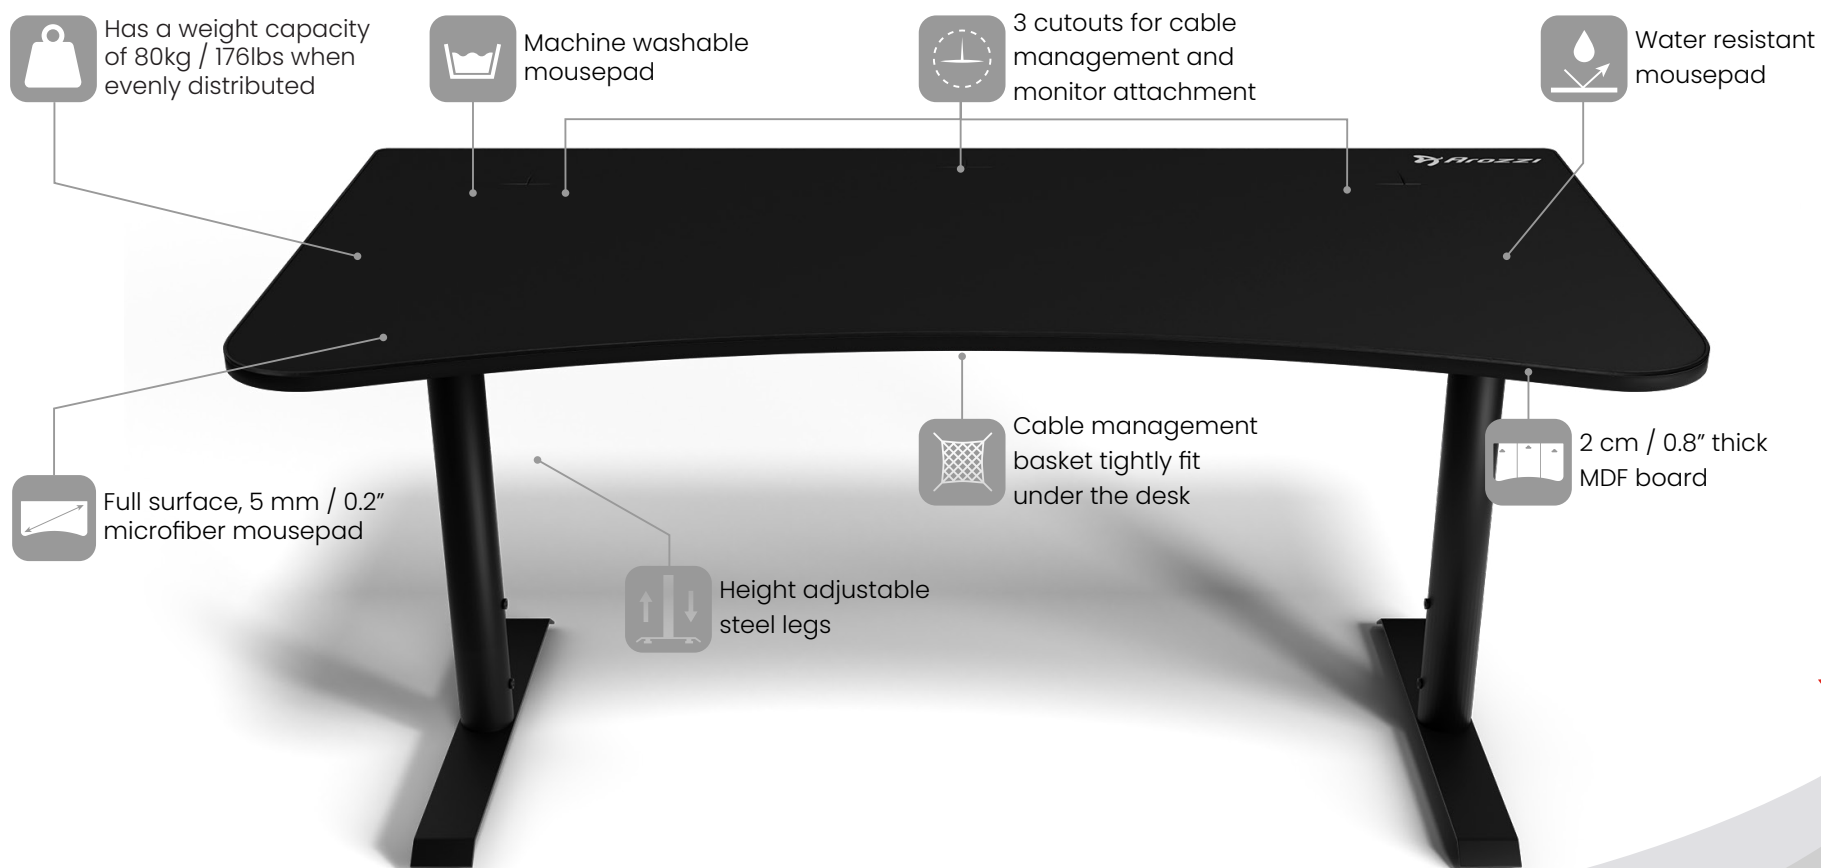 Has a weight capacity
of 80kg / 176lbs when
evenly distributed
Machine washable
mousepad
3 cutouts for cable
management and
monitor attachment
Water resistant
mousepad
Arozzi
Full surface, 5 mm / 0.2”
microfiber mousepad
Cable management
basket tightly fit
under the desk
2 cm / 0.8” thick
MDF board
Height adjustable
steel legs